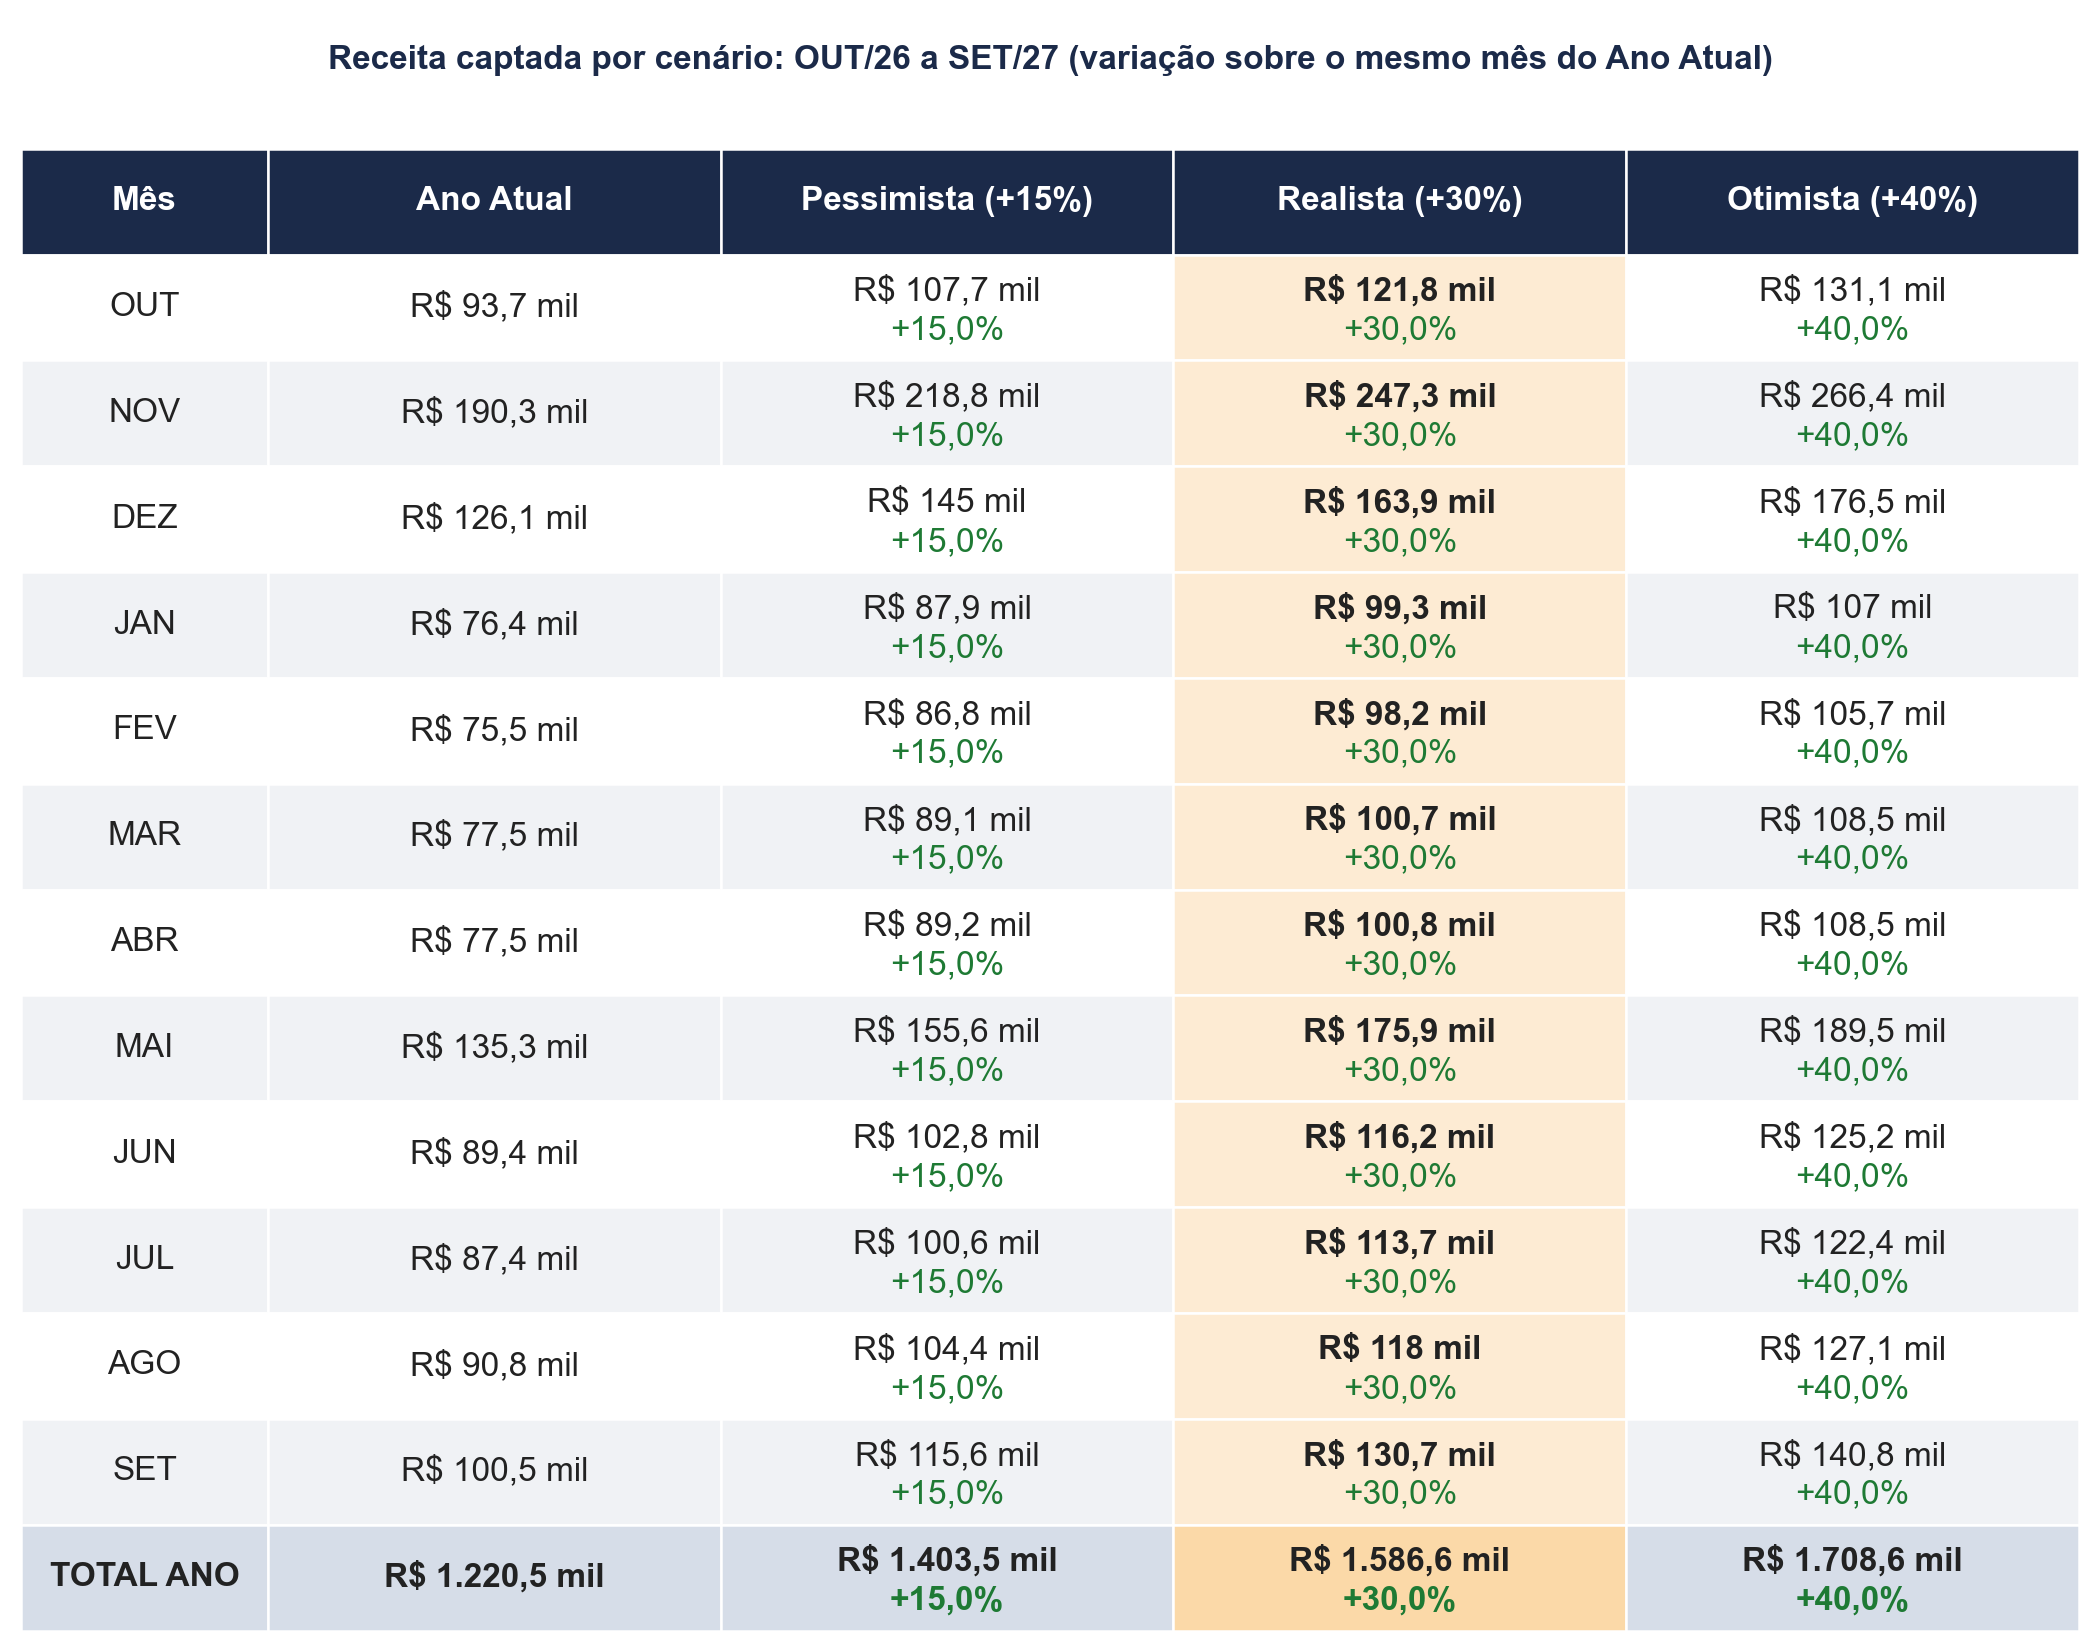 Receita captada por cenário: OUT/26 a SET/27 (variação sobre o mesmo mês do Ano Atual)
Mês Ano Atual Pessimista (+15%) Realista (+30%) Otimista (+40%)
OUT R$ 93,7 mil R$ 107,7 mil R$ 121,8 mil R$ 131,1 mil
+15,0% +30,0% +40,0%
NOV R$ 190,3 mil R$ 218,8 mil R$ 247,3 mil R$ 266,4 mil
+15,0% +30,0% +40,0%
DEZ R$ 126,1 mil R$ 145 mil R$ 163,9 mil R$ 176,5 mil
+15,0% +30,0% +40,0%
JAN R$ 76,4 mil R$ 87,9 mil R$ 99,3 mil R$ 107 mil
+15,0% +30,0% +40,0%
FEV R$ 75,5 mil R$ 86,8 mil R$ 98,2 mil R$ 105,7 mil
+15,0% +30,0% +40,0%
MAR R$ 77,5 mil R$ 89,1 mil R$ 100,7 mil R$ 108,5 mil
+15,0% +30,0% +40,0%
ABR R$ 77,5 mil R$ 89,2 mil R$ 100,8 mil R$ 108,5 mil
+15,0% +30,0% +40,0%
MAI R$ 135,3 mil R$ 155,6 mil R$ 175,9 mil R$ 189,5 mil
+15,0% +30,0% +40,0%
JUN R$ 89,4 mil R$ 102,8 mil R$ 116,2 mil R$ 125,2 mil
+15,0% +30,0% +40,0%
JUL R$ 87,4 mil R$ 100,6 mil R$ 113,7 mil R$ 122,4 mil
+15,0% +30,0% +40,0%
AGO R$ 90,8 mil R$ 104,4 mil R$ 118 mil R$ 127,1 mil
+15,0% +30,0% +40,0%
SET R$ 100,5 mil R$ 115,6 mil R$ 130,7 mil R$ 140,8 mil
+15,0% +30,0% +40,0%
TOTAL ANO R$ 1.220,5 mil R$ 1.403,5 mil R$ 1.586,6 mil R$ 1.708,6 mil
+15,0% +30,0% +40,0%